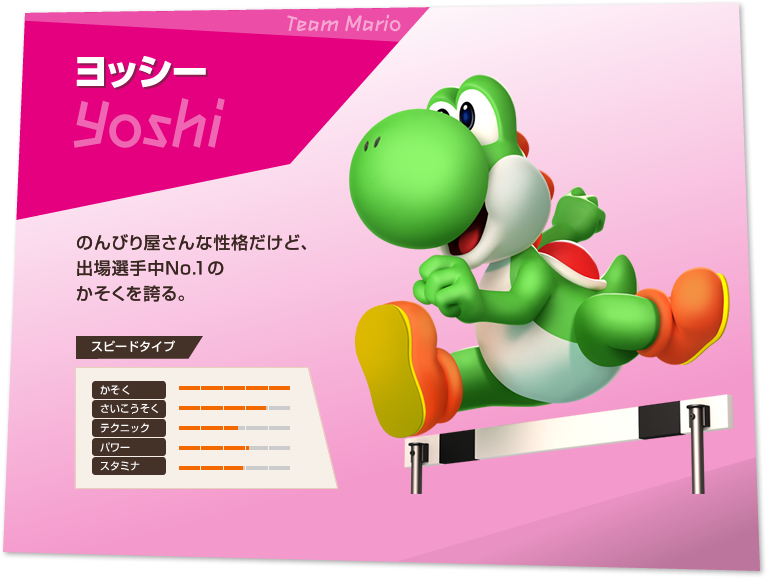 Team Mario
ヨッシー
Yoshi
のんびり屋さんな性格だけど、
出場選手中No.1の
かそくを誇る。
スピードタイプ
かそく
さいこうそく
テクニック
パワー
スタミナ